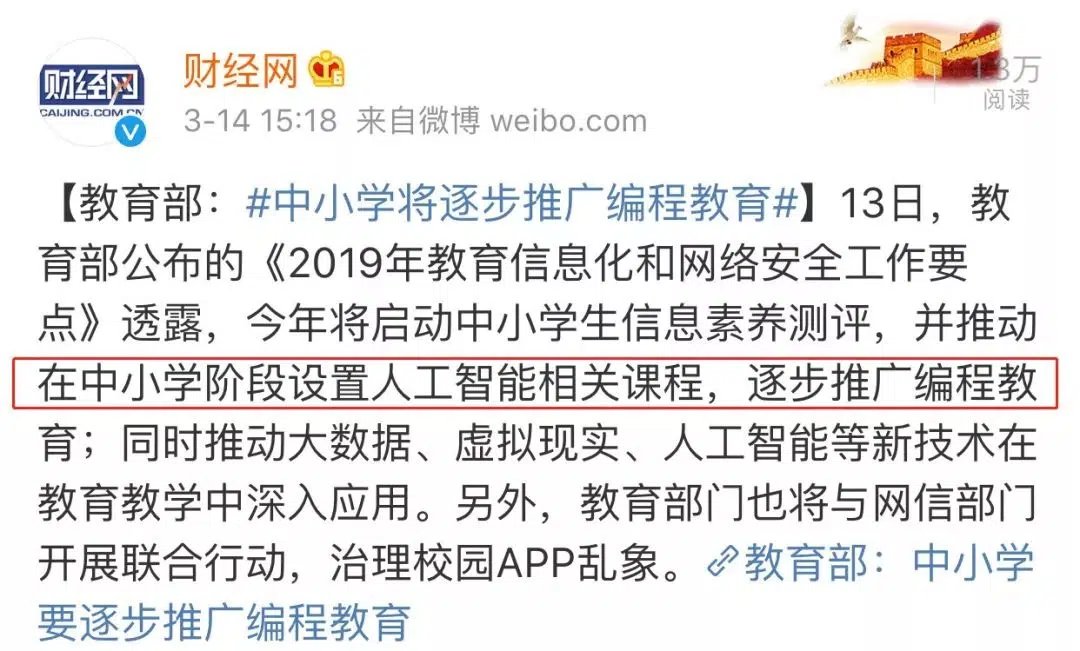 财经网
财经网
CAIJING.COM.CN
13万
阅读
3-14 15:18 来自微博 weibo.com
【教育部：#中小学将逐步推广编程教育#】13日，教
育部公布的《2019年教育信息化和网络安全工作要
点》透露，今年将启动中小学生信息素养测评，并推动
在中小学阶段设置人工智能相关课程，逐步推广编程教
育；同时推动大数据、虚拟现实、人工智能等新技术在
教育教学中深入应用。另外，教育部门也将与网信部门
开展联合行动，治理校园APP乱象。教育部：中小学
要逐步推广编程教育